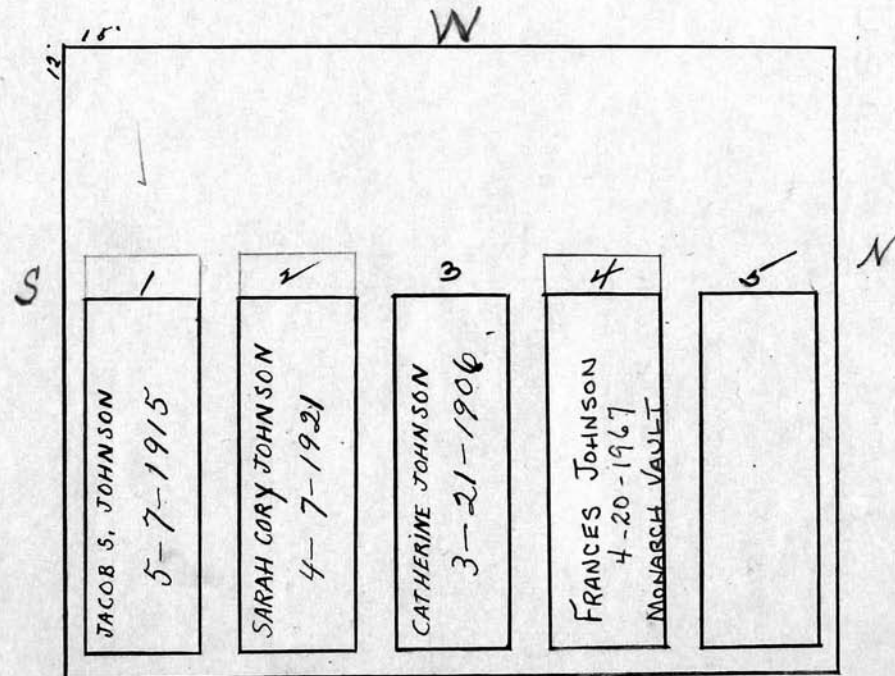 15'
12'
W
S
N
1
2
3
4
5
JACOB S. JOHNSON
5-7-1915
SARAH CORY JOHNSON
4-7-1921
CATHERINE JOHNSON
3-21-1906
FRANCES JOHNSON
4-20-1967
MONARCH VAULT